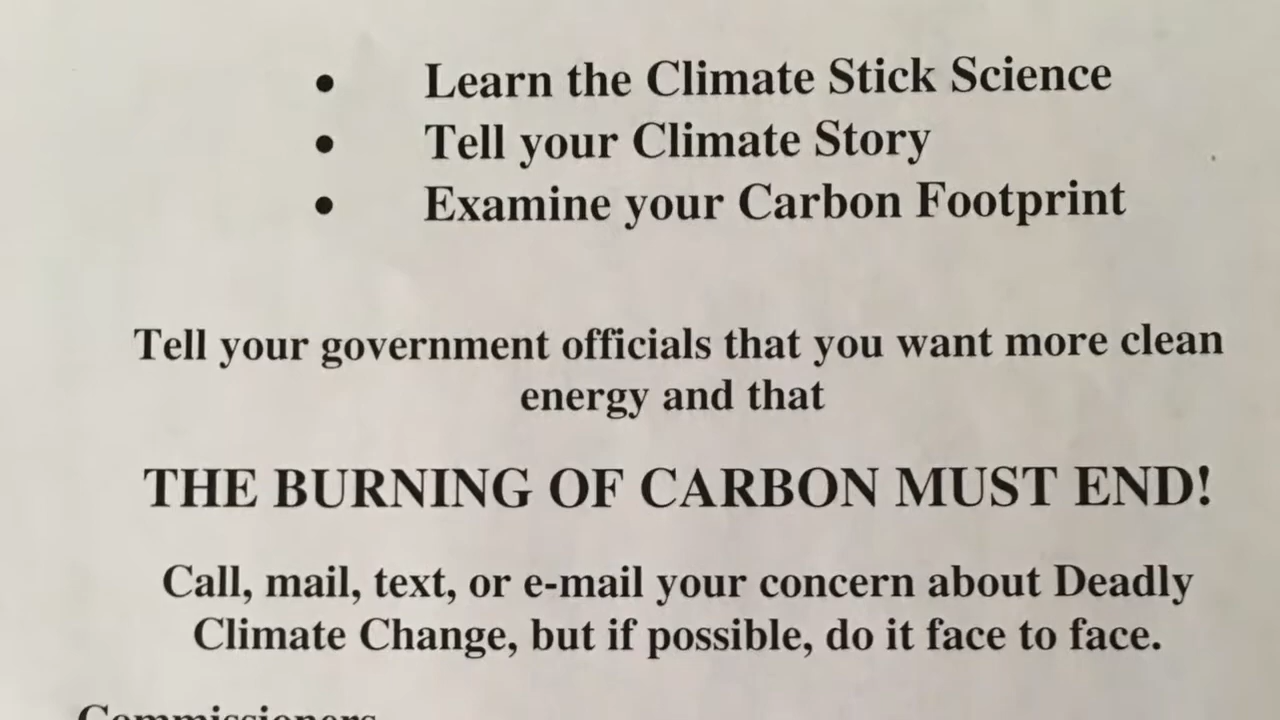 • Learn the Climate Stick Science
• Tell your Climate Story
• Examine your Carbon Footprint
Tell your government officials that you want more clean
energy and that
THE BURNING OF CARBON MUST END!
Call, mail, text, or e-mail your concern about Deadly
Climate Change, but if possible, do it face to face.
Commissioners